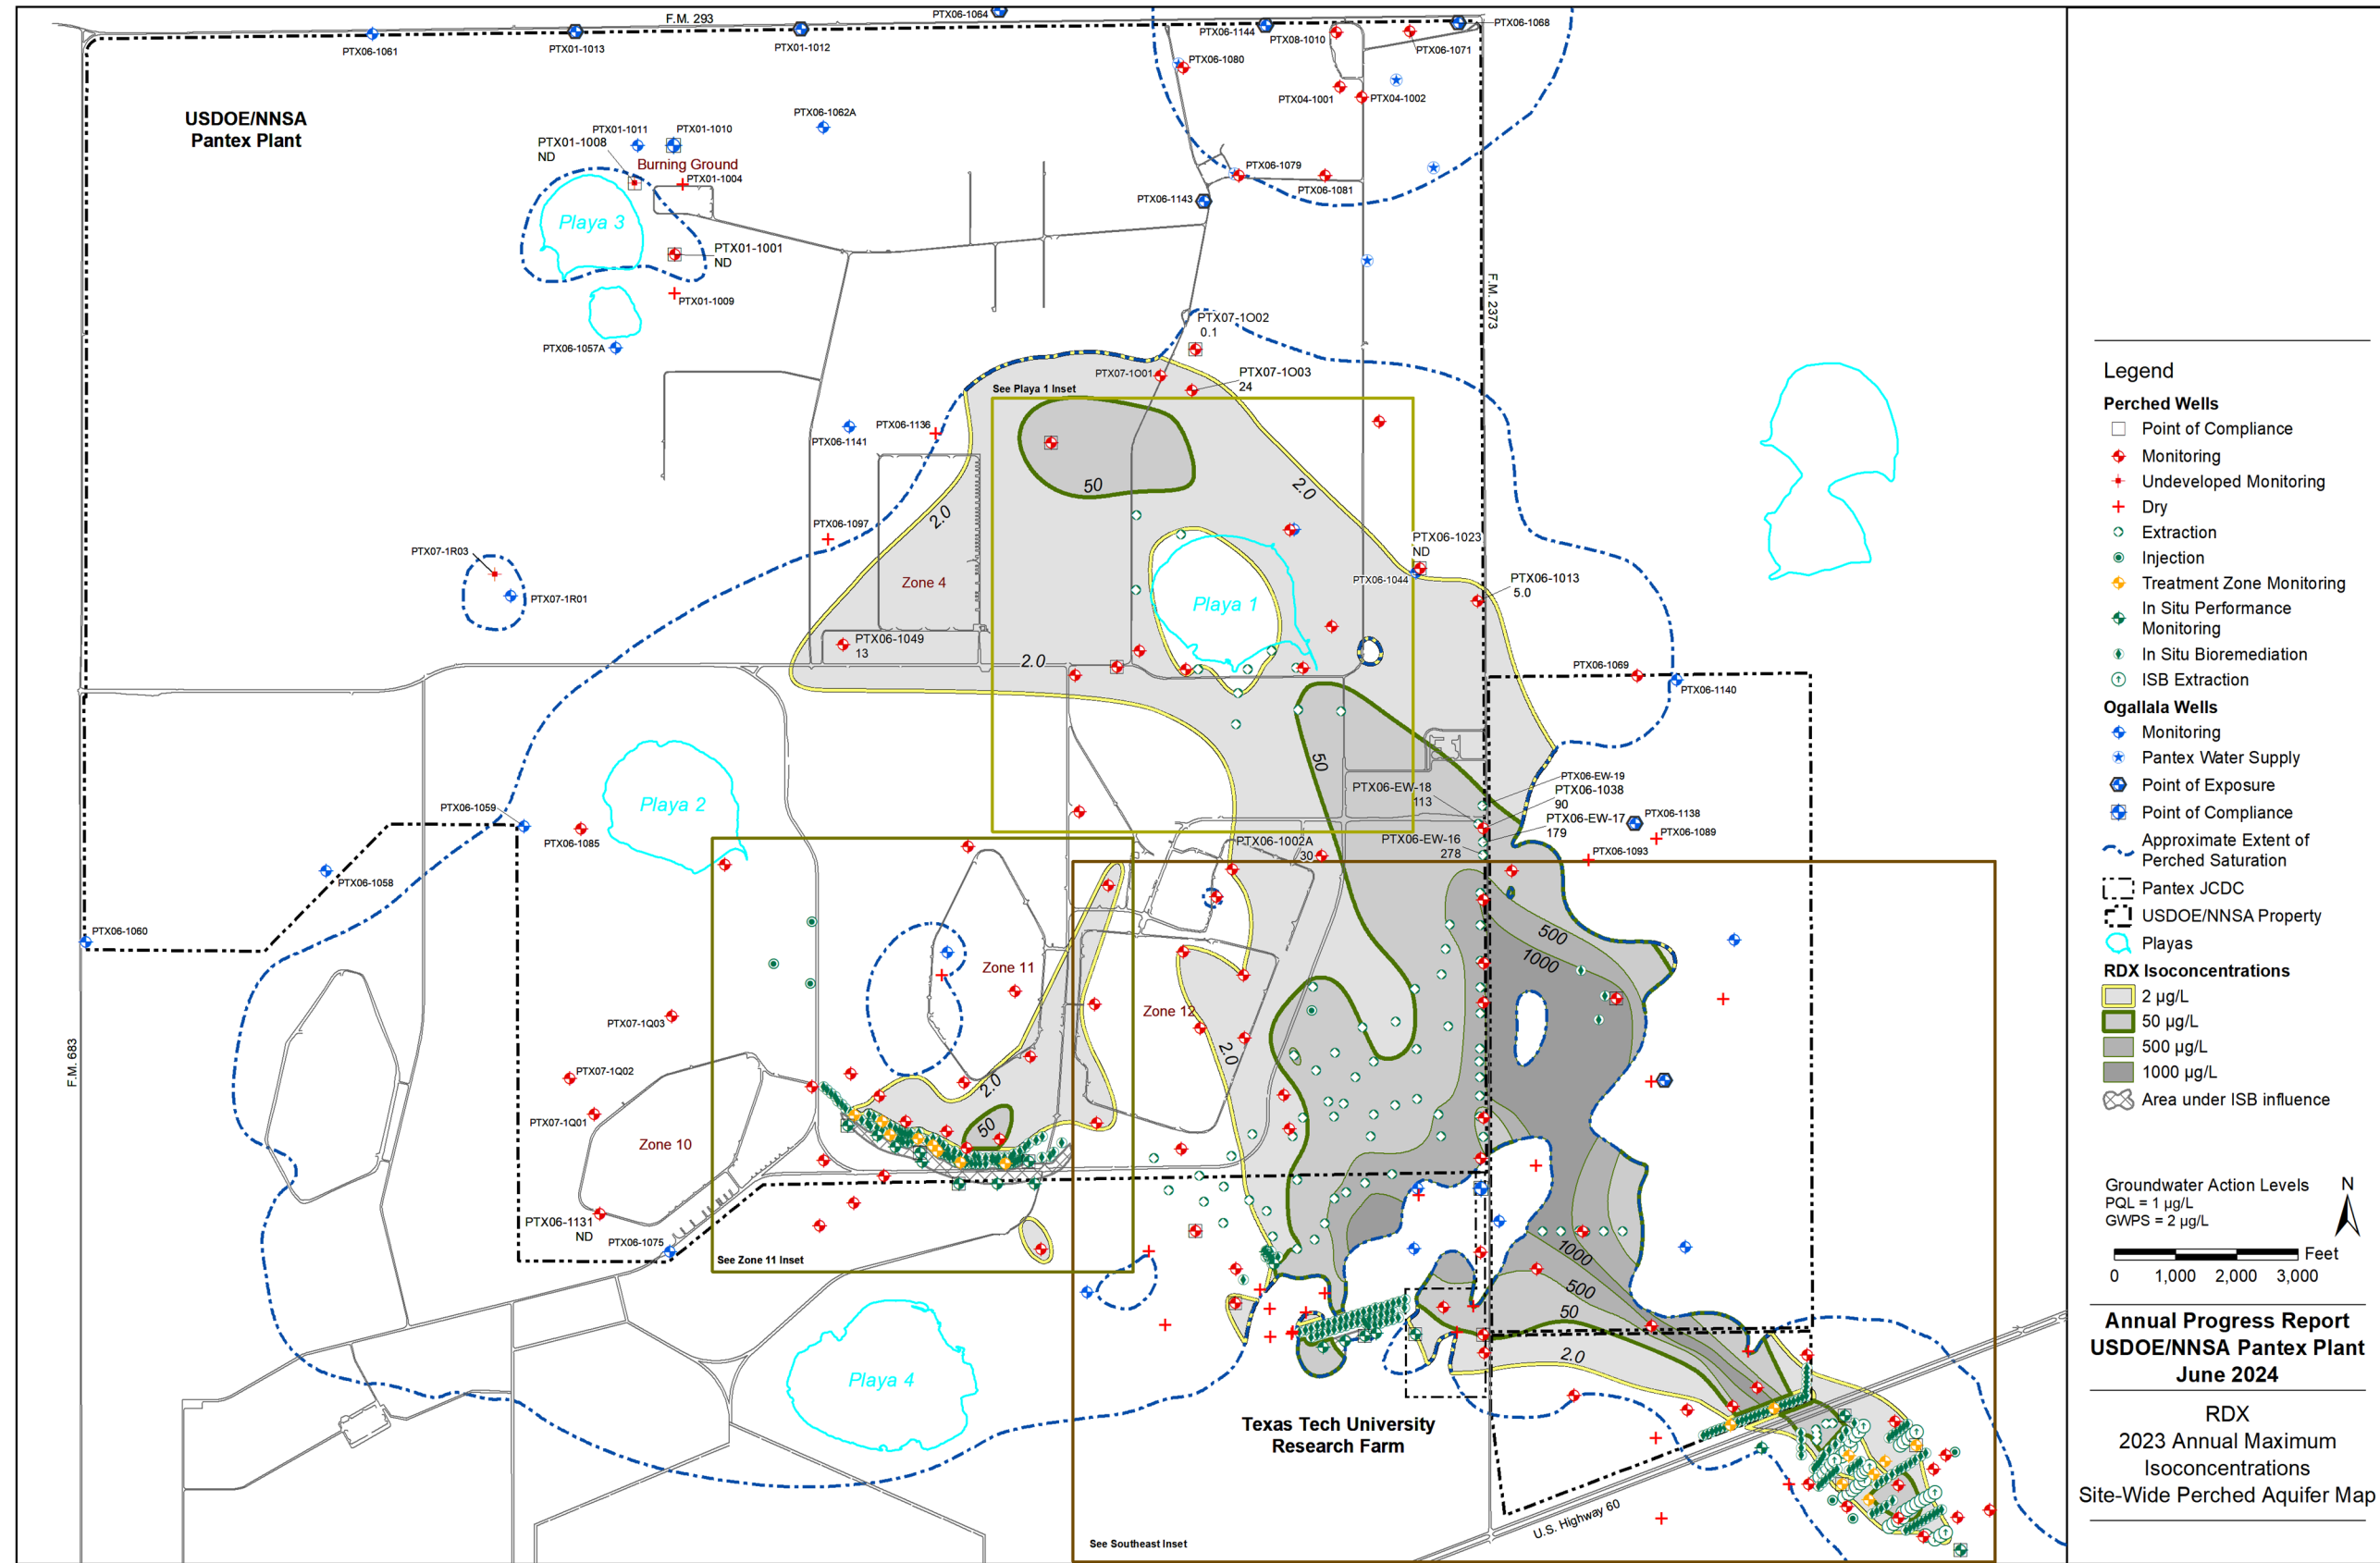 F.M. 293
PTX06-1064
PTX06-1061
PTX01-1013
PTX01-1012
PTX06-1144
PTX08-1010
PTX06-1068
PTX06-1071
PTX06-1080
PTX04-1001
PTX04-1002
USDOE/NNSA
Pantex Plant
PTX06-1062A
PTX01-1011
PTX01-1010
PTX01-1008
ND
Burning Ground
PTX01-1004
PTX06-1079
PTX06-1081
PTX06-1143
Playa 3
PTX01-1001
ND
PTX01-1009
F.M. 2373
PTX06-1057A
PTX07-1O02
0.1
PTX07-1O01
PTX07-1O03
24
See Playa 1 Inset
PTX06-1141
PTX06-1136
50
2.0
2.0
PTX06-1097
PTX06-1023
ND
PTX07-1R03
PTX07-1R01
Zone 4
Playa 1
PTX06-1044
PTX06-1013
5.0
PTX06-1049
13
2.0
PTX06-1069
PTX06-1140
50
Playa 2
PTX06-1059
PTX06-1085
PTX06-EW-18
113
PTX06-EW-19
PTX06-1038
90
PTX06-EW-17
179
PTX06-1138
PTX06-1089
PTX06-1093
PTX06-1002A
30
PTX06-EW-16
278
PTX06-1058
PTX06-1060
500
1000
Zone 11
Zone 12
PTX07-1Q03
F.M. 683
2.0
2.0
PTX07-1Q02
PTX07-1Q01
50
Zone 10
PTX06-1131
ND
PTX06-1075
See Zone 11 Inset
1000
500
50
2.0
Playa 4
Texas Tech University
Research Farm
U.S. Highway 60
See Southeast Inset
Legend
Perched Wells
Point of Compliance
Monitoring
Undeveloped Monitoring
Dry
Extraction
Injection
Treatment Zone Monitoring
In Situ Performance
Monitoring
In Situ Bioremediation
ISB Extraction
Ogallala Wells
Monitoring
Pantex Water Supply
Point of Exposure
Point of Compliance
Approximate Extent of
Perched Saturation
Pantex JCDC
USDOE/NNSA Property
Playas
RDX Isoconcentrations
2 µg/L
50 µg/L
500 µg/L
1000 µg/L
Area under ISB influence
Groundwater Action Levels
PQL = 1 µg/L
GWPS = 2 µg/L
N
Feet
0 1,000 2,000 3,000
Annual Progress Report
USDOE/NNSA Pantex Plant
June 2024
RDX
2023 Annual Maximum
Isoconcentrations
Site-Wide Perched Aquifer Map